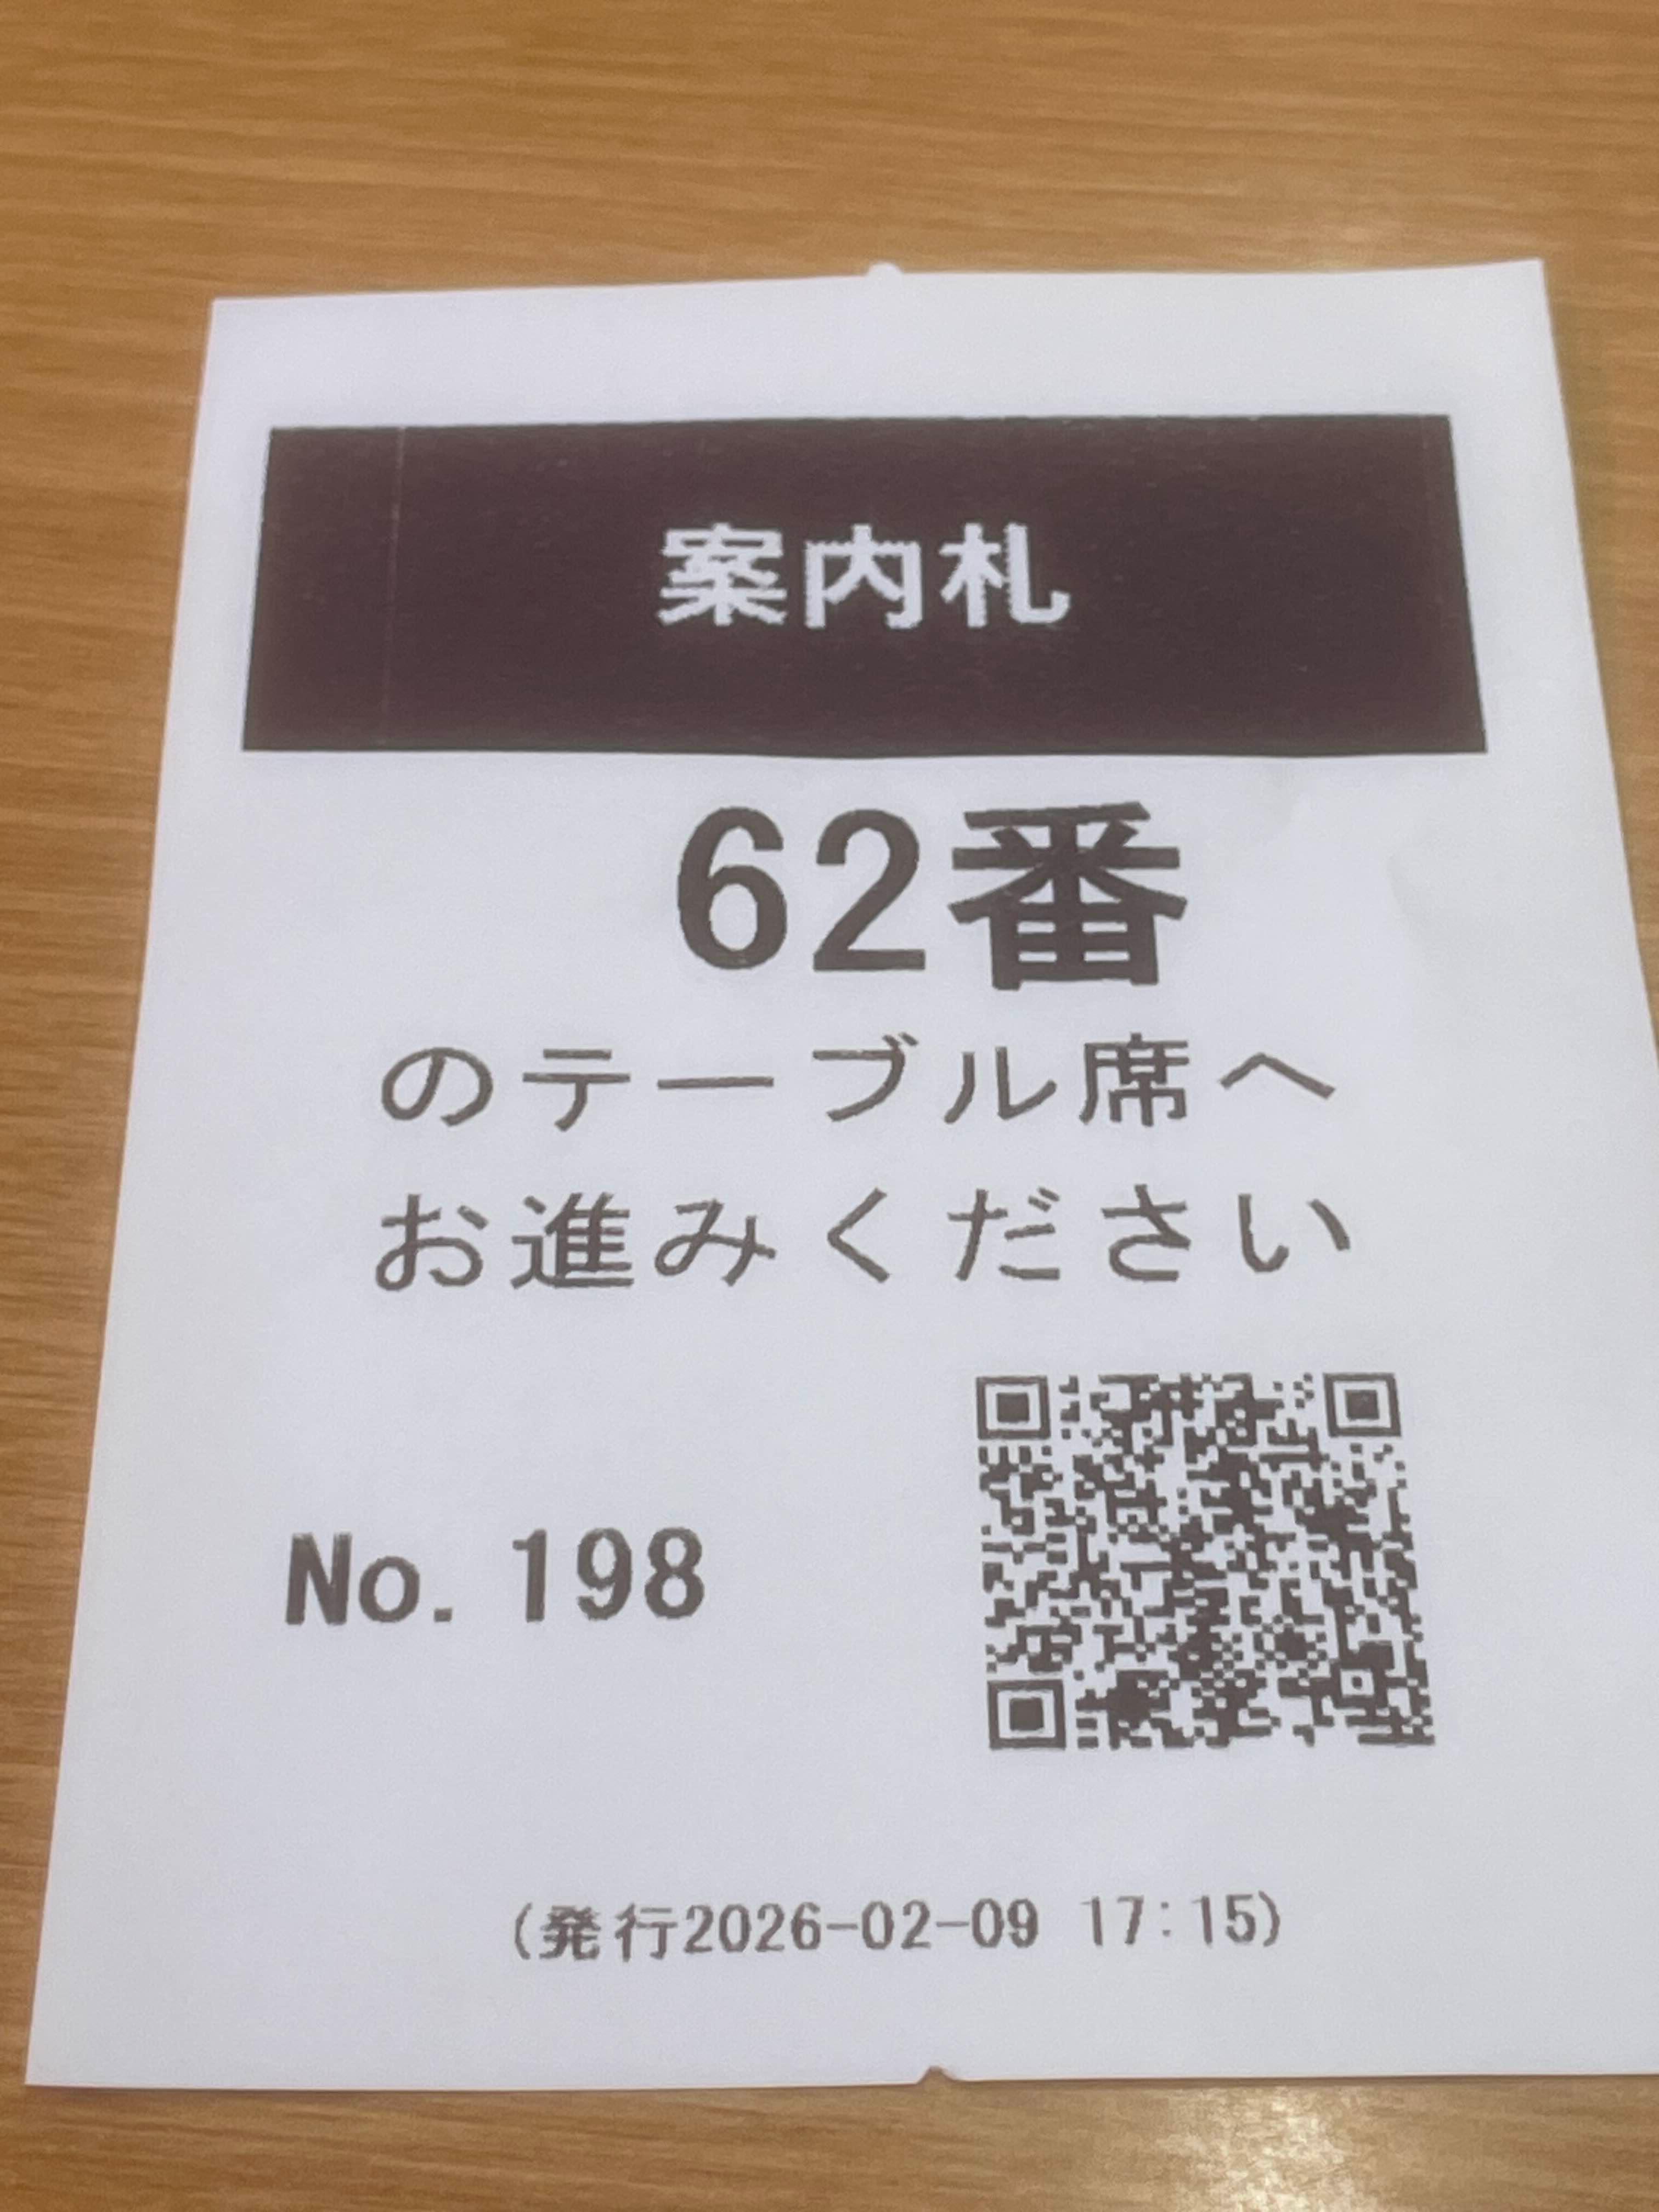 案内札
62番
のテーブル席へ
お進みください
No. 198
(発行2026-02-09 17:15)